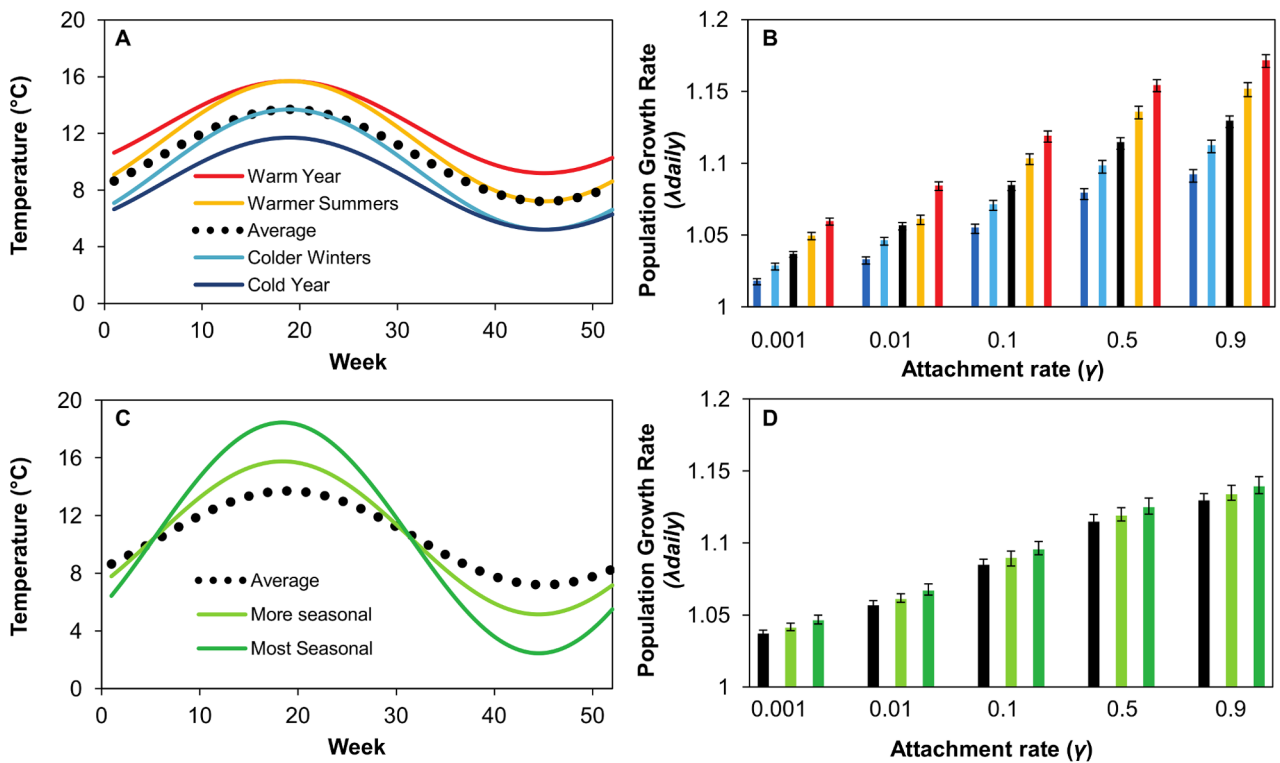 A
Temperature (°C)
20
16
12
8
4
0
Warm Year
Warmer Summers
Average
Colder Winters
Cold Year
0 10 20 30 40 50
Week
B
Population Growth Rate
(λdaily)
1.2
1.15
1.1
1.05
1
0.001 0.01 0.1 0.5 0.9
Attachment rate (γ)
C
Temperature (°C)
20
16
12
8
4
0
Average
More seasonal
Most Seasonal
0 10 20 30 40 50
Week
D
Population Growth Rate
(λdaily)
1.2
1.15
1.1
1.05
1
0.001 0.01 0.1 0.5 0.9
Attachment rate (γ)